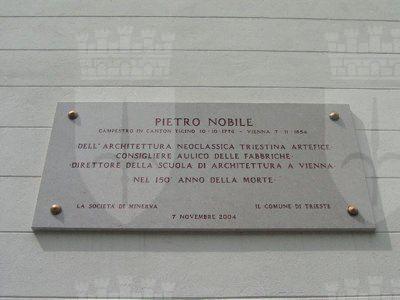 PIETRO NOBILE
CAMPESTRO IN CANTON TICINO 10·10·1774 – VIENNA 7·11·1854
DELL'ARCHITETTURA NEOCLASSICA TRIESTINA ARTEFICE
CONSIGLIERE AULICO DELLE FABBRICHE
DIRETTORE DELLA SCUOLA DI ARCHITETTURA A VIENNA
NEL 150° ANNO DELLA MORTE
LA SOCIETÀ DI MINERVA IL COMUNE DI TRIESTE
7 NOVEMBRE 2004